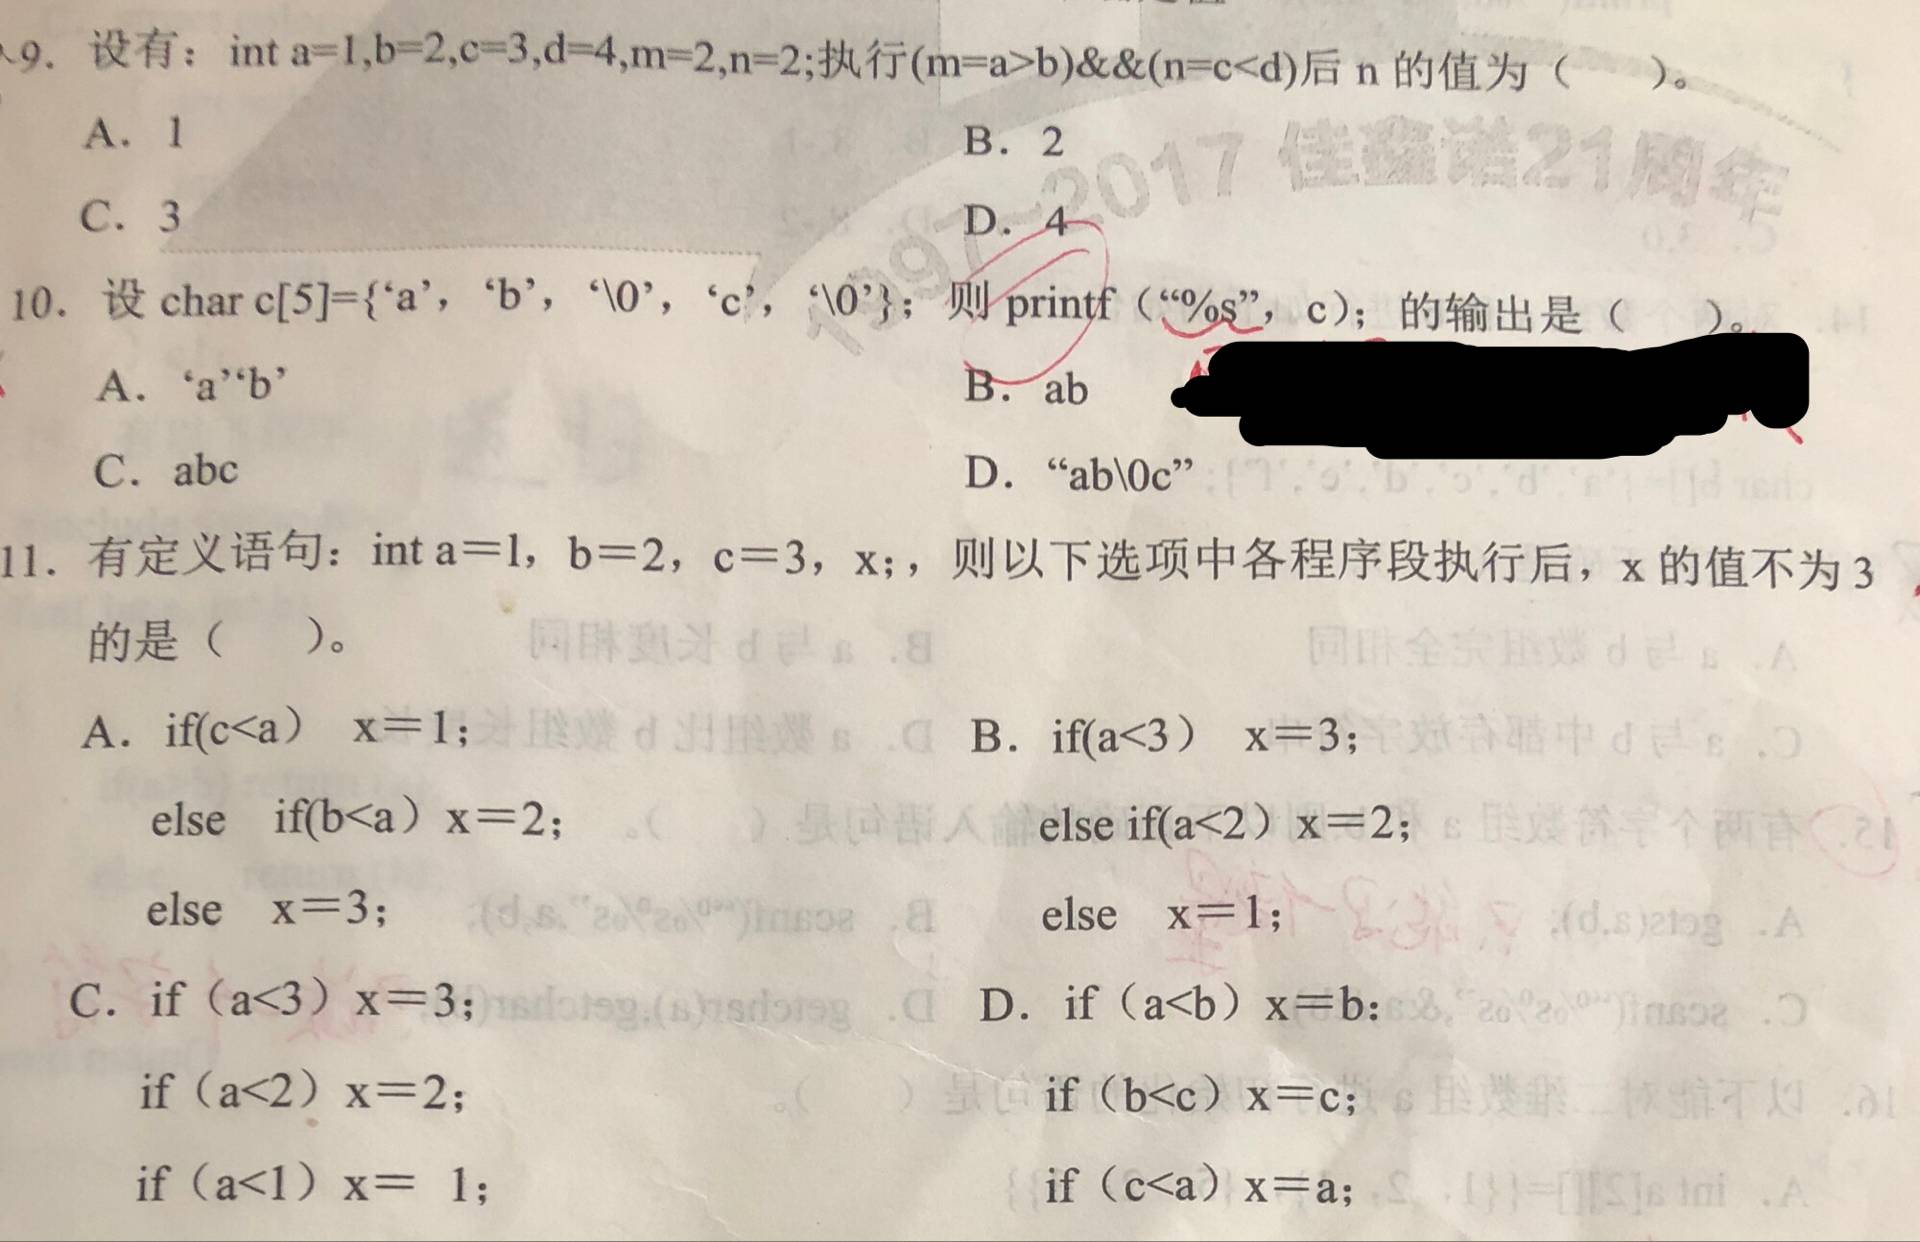 9. 设有：int a=1,b=2,c=3,d=4,m=2,n=2;执行(m=a>b)&&(n=c<d)后 n 的值为（ ）。
A. 1 B. 2
C. 3 D. 4
1997-2017 佳鑫诺21周年
10. 设 char c[5]={‘a’，‘b’，‘\0’，‘c’，‘\0’}；则 printf（“%s”，c）；的输出是（ ）。
A. ‘a’‘b’ B. ab
C. abc D. “ab\0c”
11. 有定义语句：int a＝1，b＝2，c＝3，x；，则以下选项中各程序段执行后，x 的值不为 3
的是（ ）。
A. if(c<a） x＝1； B. if(a<3） x＝3；
else if(b<a）x＝2； else if(a<2）x＝2；
else x＝3； else x＝1；
C. if（a<3）x＝3； D. if（a<b）x＝b：
if（a<2）x＝2； if（b<c）x＝c；
if（a<1）x＝ 1； if（c<a）x＝a；